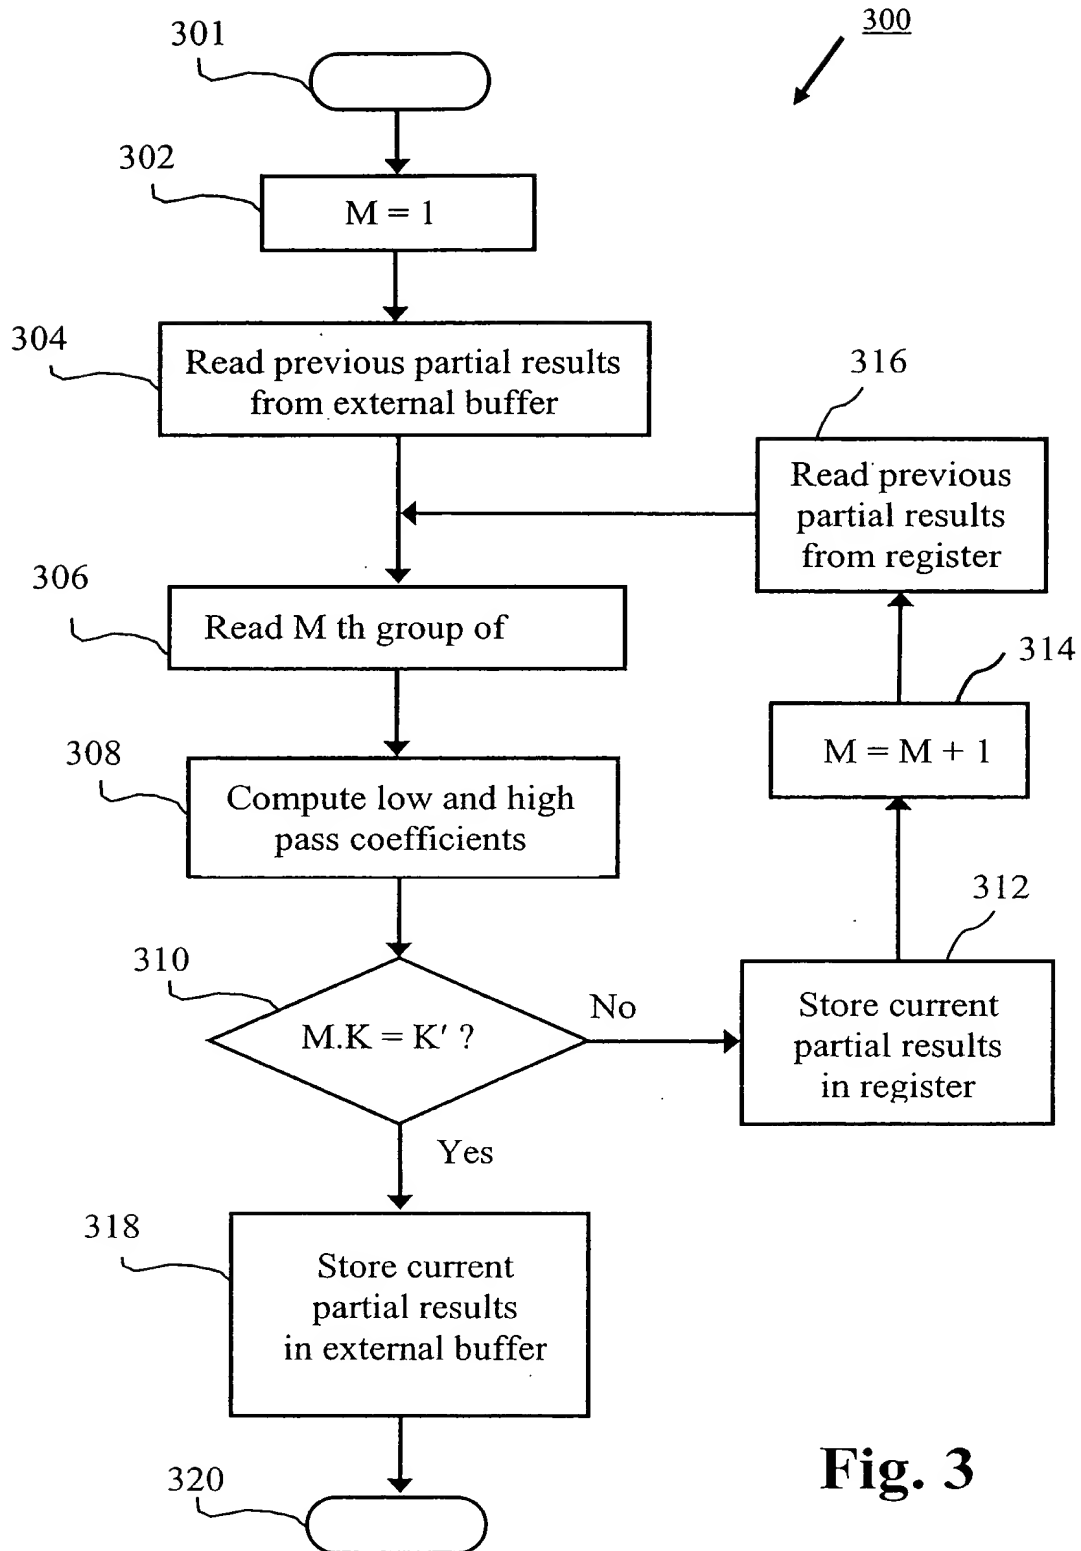 300
301
302
M = 1
304
Read previous partial results
from external buffer
316
Read previous
partial results
from register
306
Read M th group of
314
M = M + 1
308
Compute low and high
pass coefficients
312
310
M.K = K′ ?
No
Store current
partial results
in register
Yes
318
Store current
partial results
in external buffer
320
Fig. 3